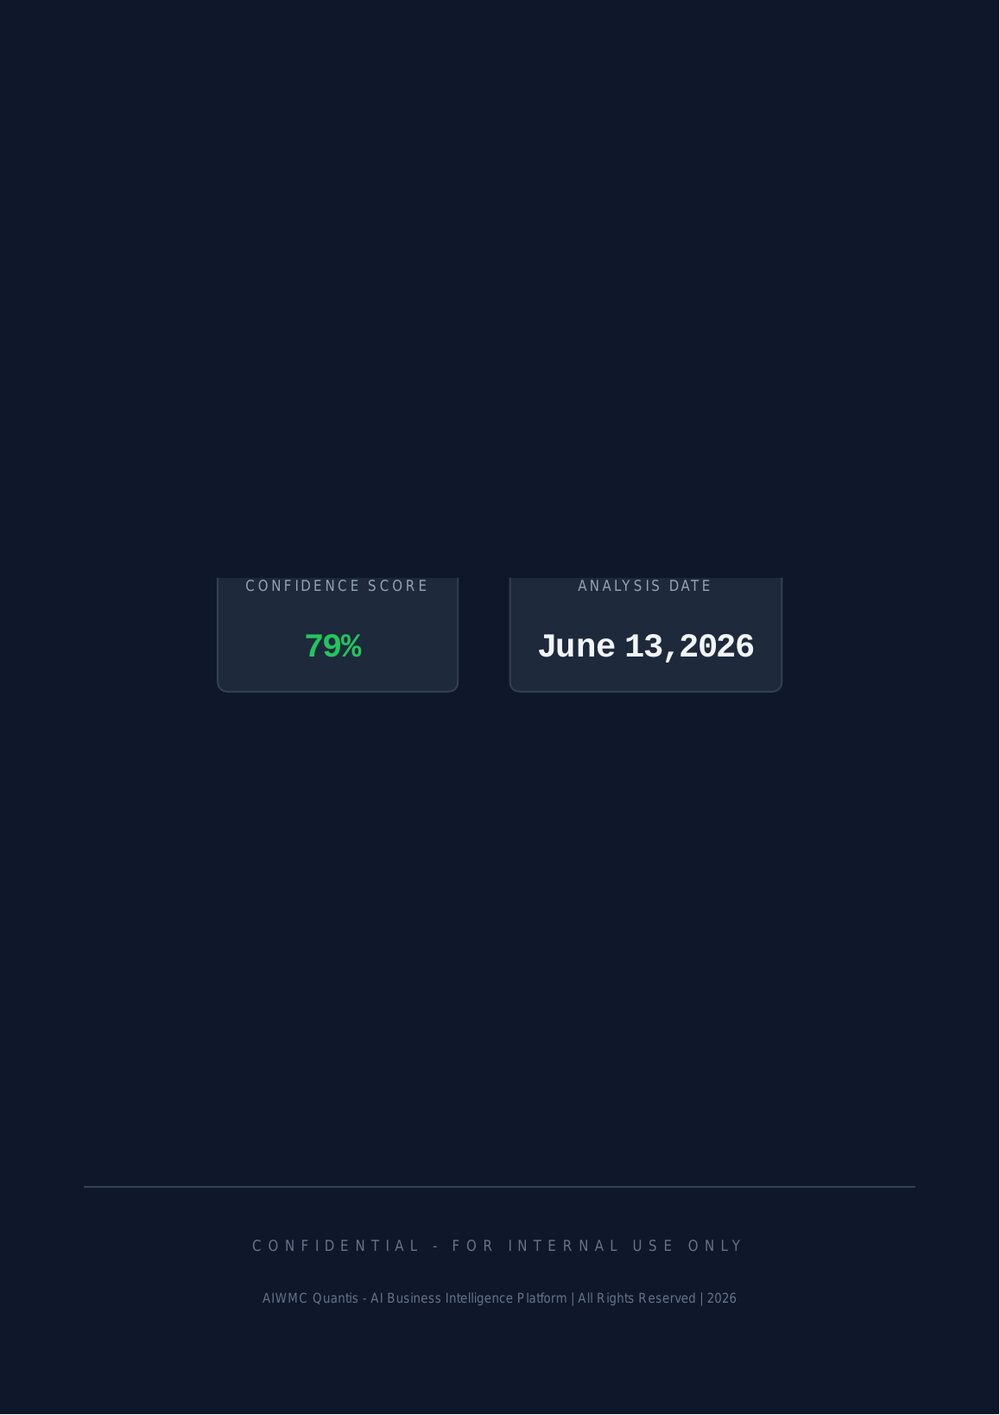 CONFIDENCE SCORE
ANALYSIS DATE
79%
June 13,2026
CONFIDENTIAL - FOR INTERNAL USE ONLY
AIWMC Quantis - AI Business Intelligence Platform | All Rights Reserved | 2026